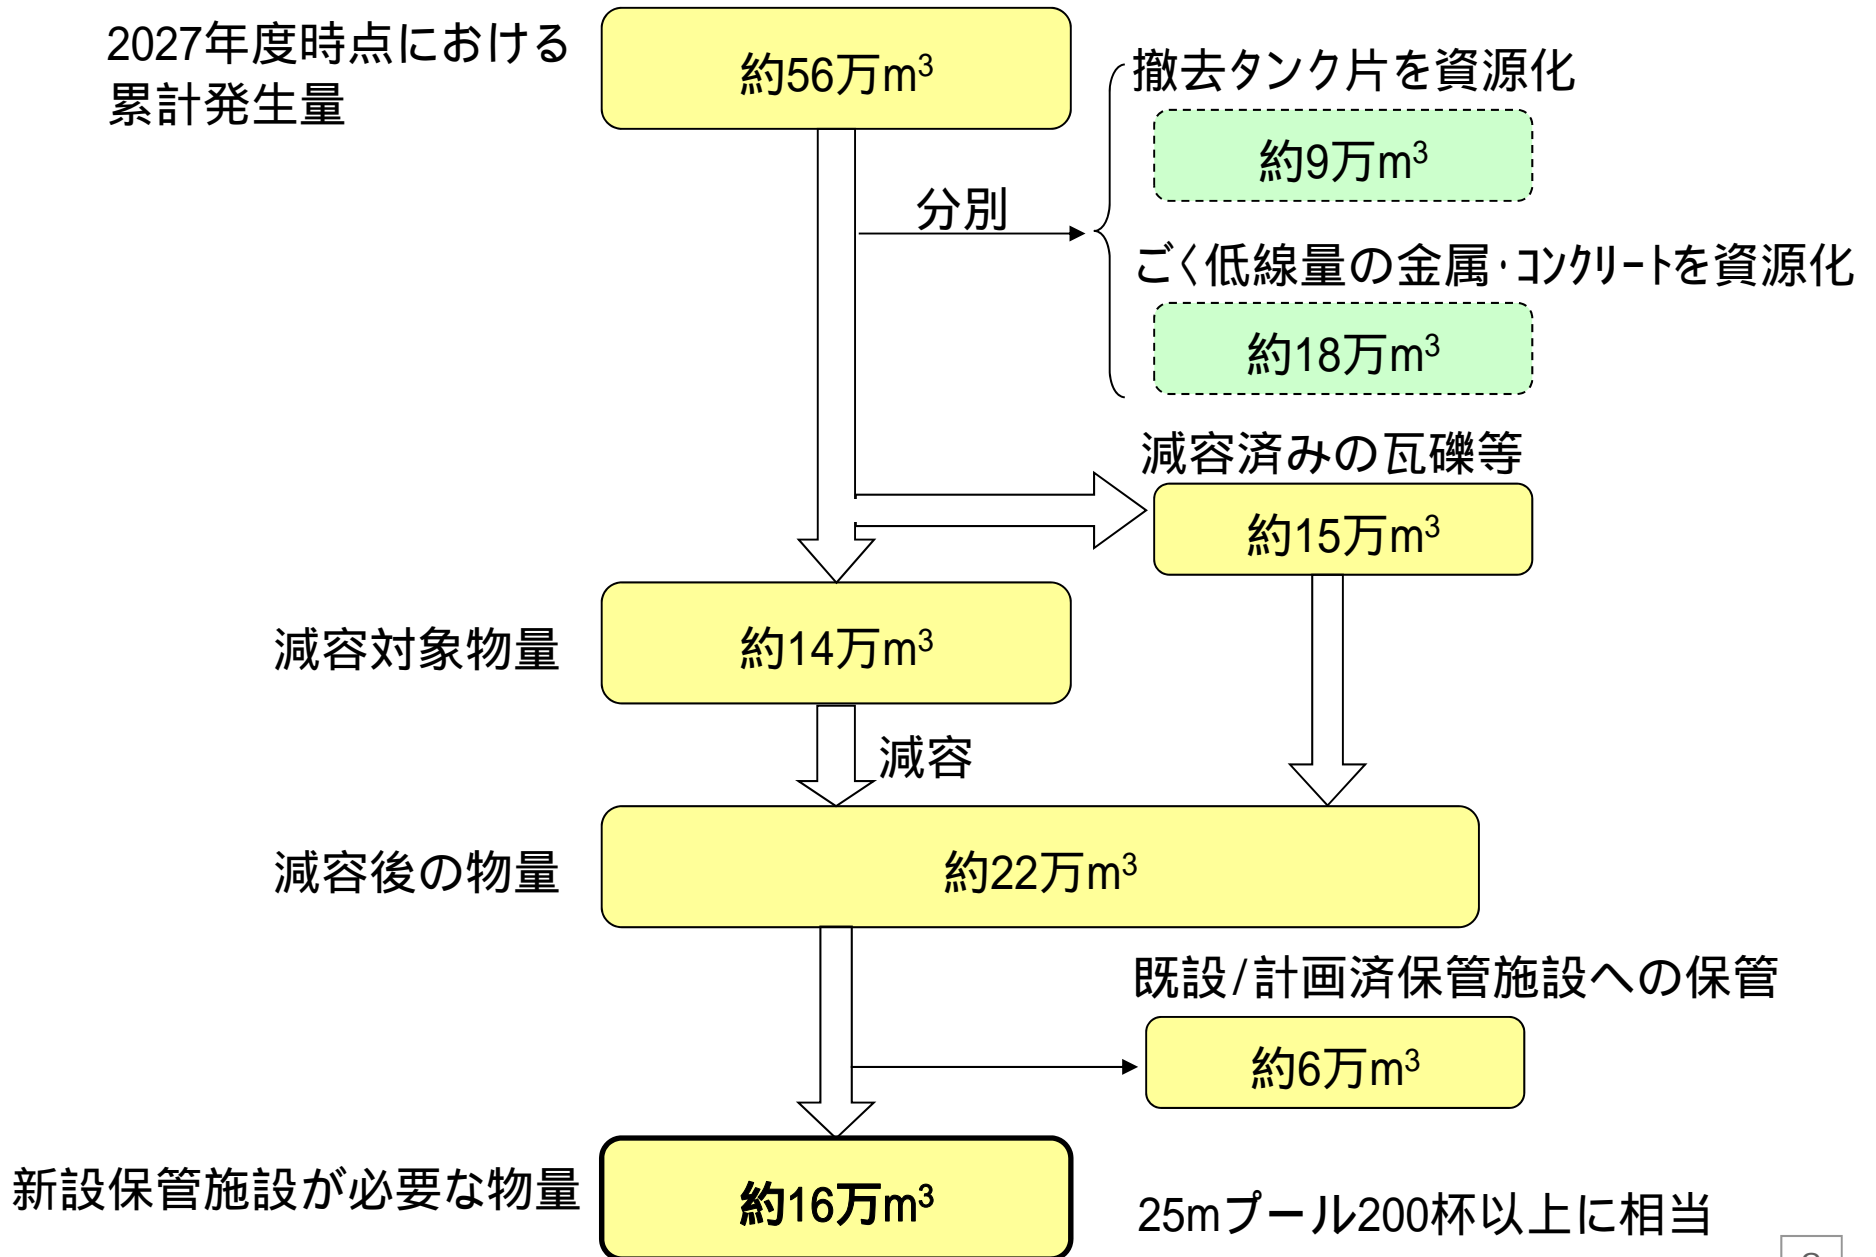 2027年度時点における
累計発生量
約56万m³
撤去タンク片を資源化
約9万m³
分別
ごく低線量の金属・コンクリートを資源化
約18万m³
減容済みの瓦礫等
約15万m³
減容対象物量
約14万m³
減容
減容後の物量
約22万m³
既設/計画済保管施設への保管
約6万m³
新設保管施設が必要な物量
約16万m³
25mプール200杯以上に相当